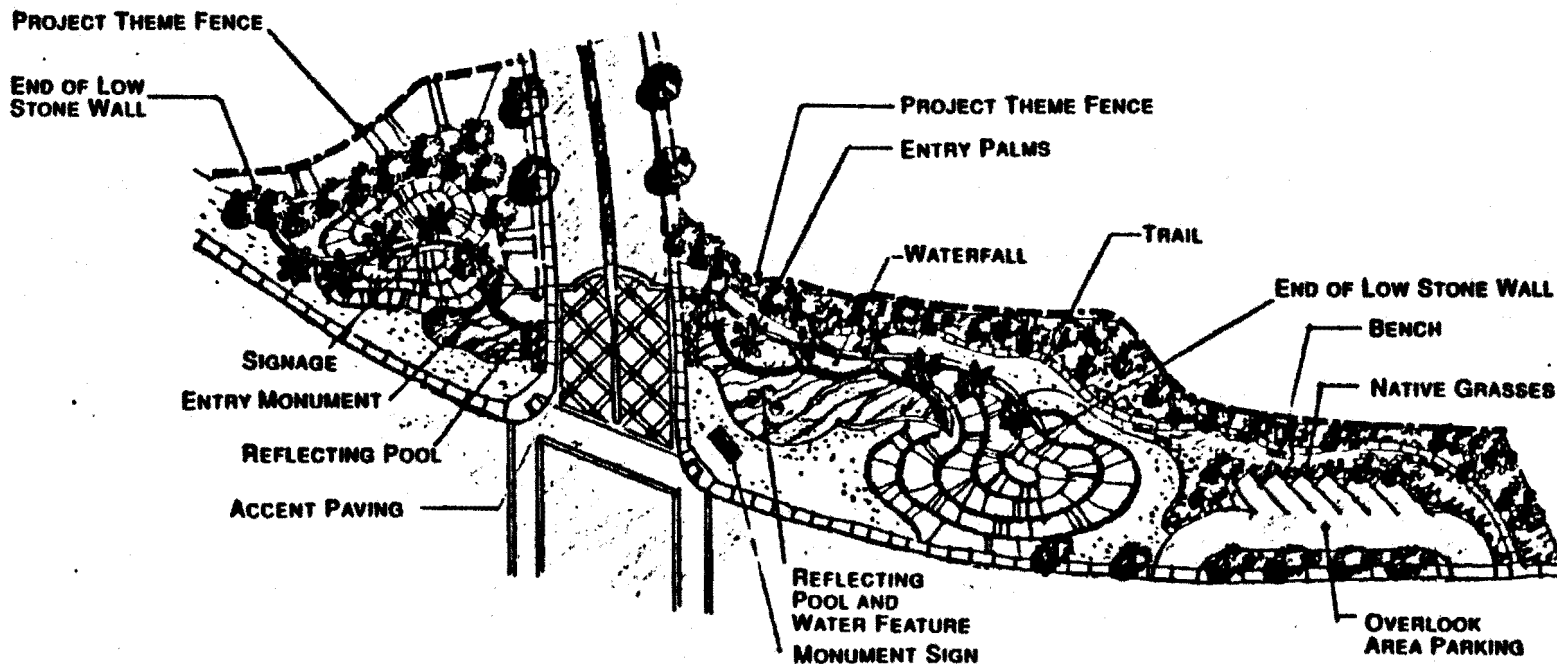 PROJECT THEME FENCE
END OF LOW
STONE WALL
PROJECT THEME FENCE
ENTRY PALMS
WATERFALL
TRAIL
END OF LOW STONE WALL
BENCH
NATIVE GRASSES
SIGNAGE
ENTRY MONUMENT
REFLECTING POOL
ACCENT PAVING
REFLECTING
POOL AND
WATER FEATURE
MONUMENT SIGN
OVERLOOK
AREA PARKING